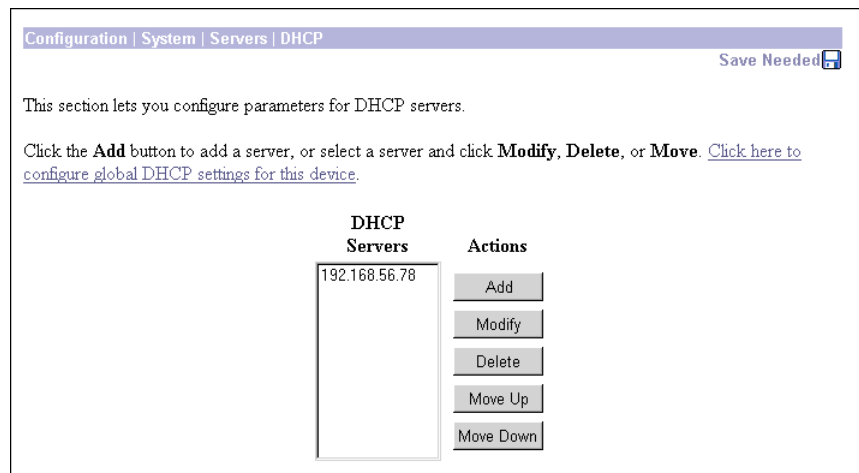 Configuration | System | Servers | DHCP
Save Needed
This section lets you configure parameters for DHCP servers.
Click the Add button to add a server, or select a server and click Modify, Delete, or Move. Click here to
configure global DHCP settings for this device.
DHCP
Servers
Actions
192.168.56.78
Add
Modify
Delete
Move Up
Move Down